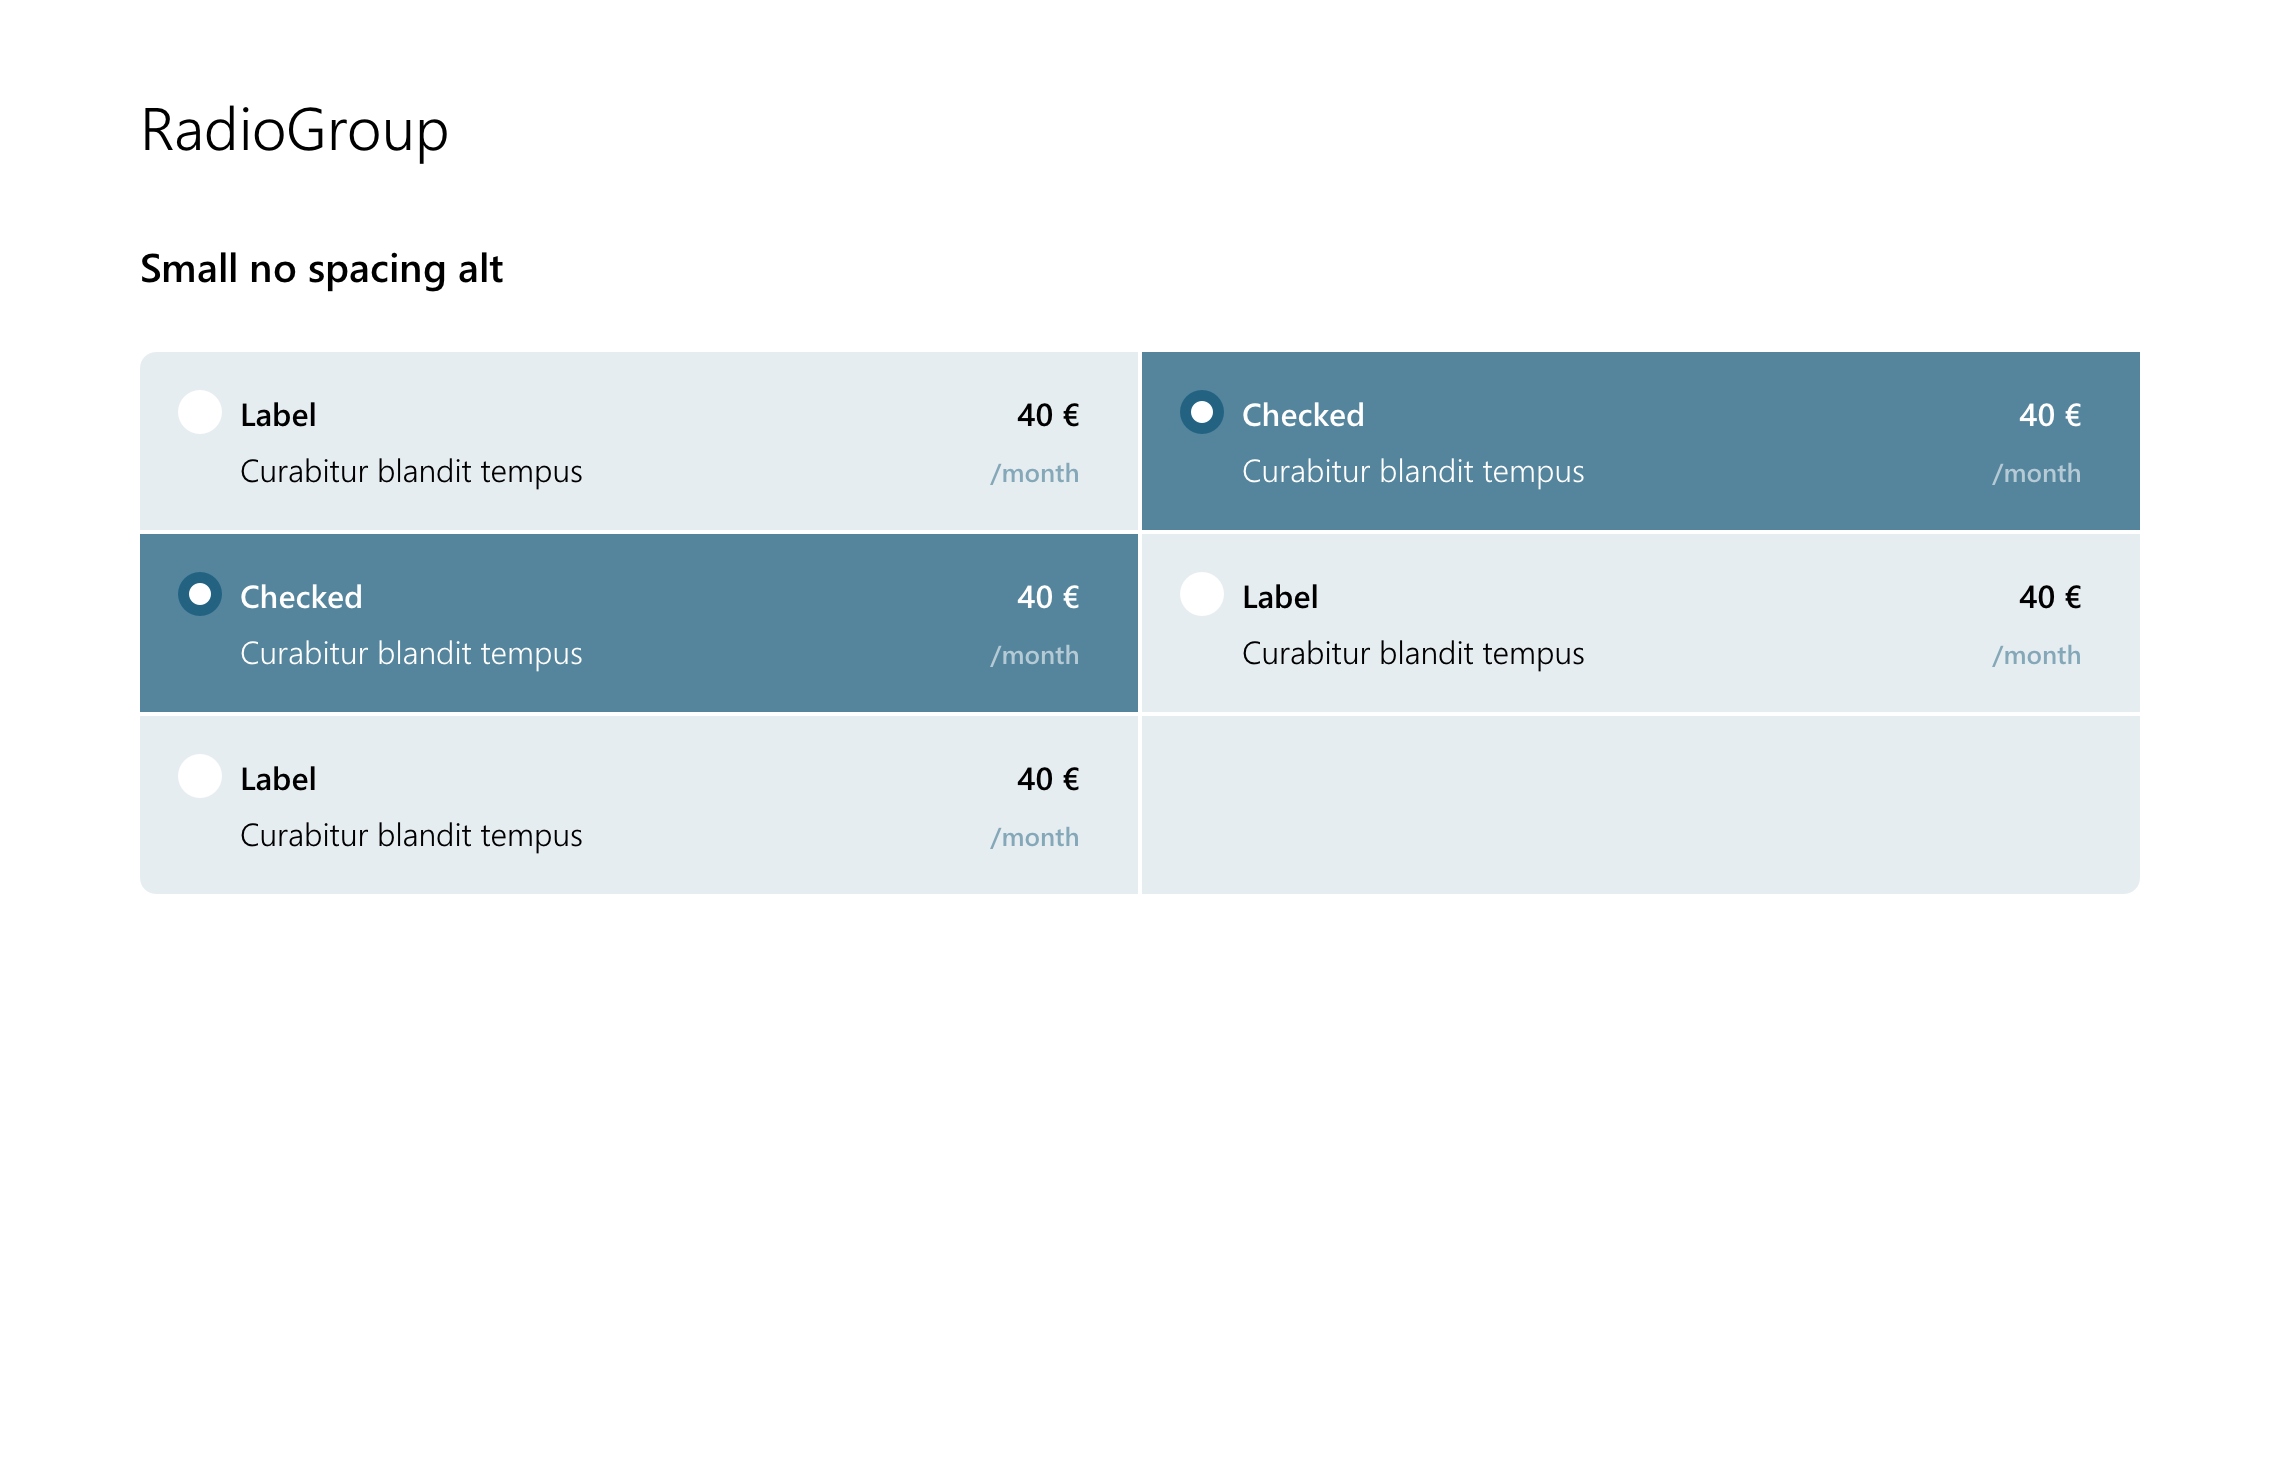 RadioGroup
Small no spacing alt
Label 40 €
Curabitur blandit tempus /month
Checked 40 €
Curabitur blandit tempus /month
Checked 40 €
Curabitur blandit tempus /month
Label 40 €
Curabitur blandit tempus /month
Label 40 €
Curabitur blandit tempus /month